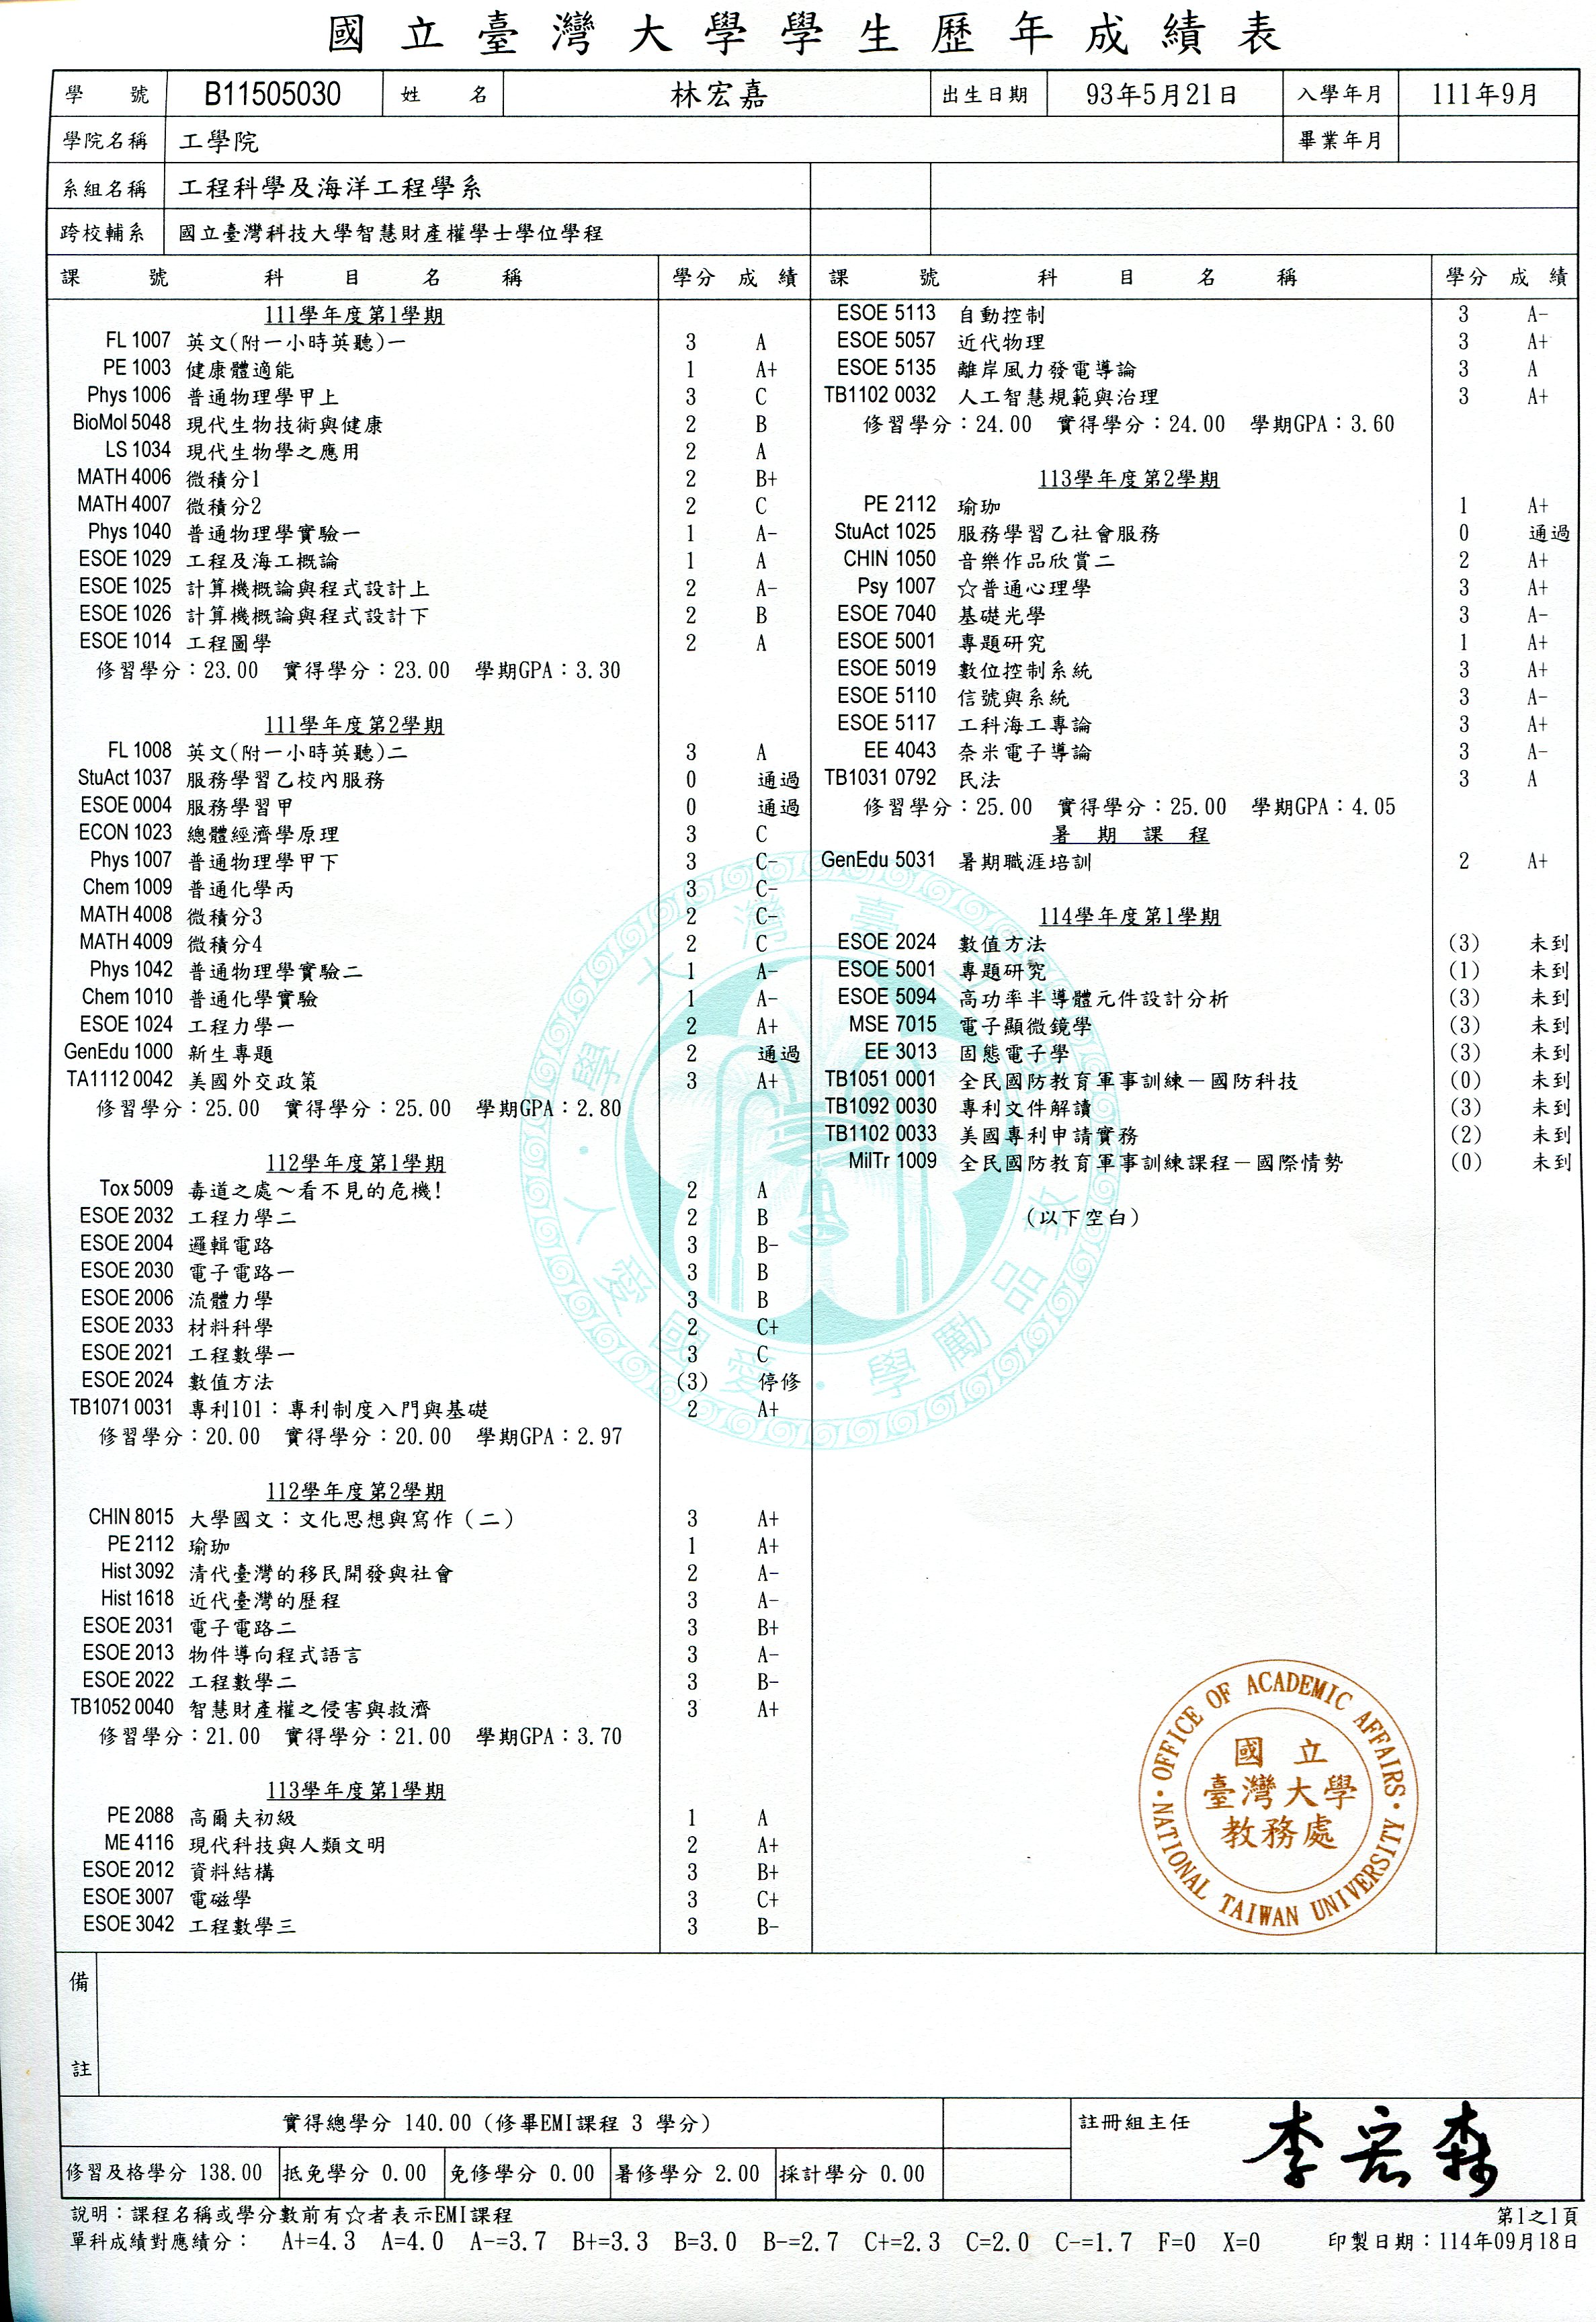 國立臺灣大學學生歷年成績表
學號 B11505030 姓名 林宏嘉 出生日期 93年5月21日 入學年月 111年9月
學院名稱 工學院 畢業年月
系組名稱 工程科學及海洋工程學系
跨校輔系 國立臺灣科技大學智慧財產權學士學位學程
課號 科目名稱 學分 成績
111學年度第1學期
FL 1007 英文(附一小時英聽)一 3 A
PE 1003 健康體適能 1 A+
Phys 1006 普通物理學甲上 3 C
BioMol 5048 現代生物技術與健康 2 B
LS 1034 現代生物學之應用 2 A
MATH 4006 微積分1 2 B+
MATH 4007 微積分2 2 C
Phys 1040 普通物理學實驗一 1 A-
ESOE 1029 工程及海工概論 1 A
ESOE 1025 計算機概論與程式設計上 2 A-
ESOE 1026 計算機概論與程式設計下 2 B
ESOE 1014 工程圖學 2 A
修習學分：23.00 實得學分：23.00 學期GPA：3.30
111學年度第2學期
FL 1008 英文(附一小時英聽)二 3 A
StuAct 1037 服務學習乙校內服務 0 通過
ESOE 0004 服務學習甲 0 通過
ECON 1023 總體經濟學原理 3 C
Phys 1007 普通物理學甲下 3 C-
Chem 1009 普通化學丙 3 C-
MATH 4008 微積分3 2 C-
MATH 4009 微積分4 2 C
Phys 1042 普通物理學實驗二 1 A-
Chem 1010 普通化學實驗 1 A-
ESOE 1024 工程力學一 2 A+
GenEdu 1000 新生專題 2 通過
TA1112 0042 美國外交政策 3 A+
修習學分：25.00 實得學分：25.00 學期GPA：2.80
112學年度第1學期
Tox 5009 毒道之處～看不見的危機! 2 A
ESOE 2032 工程力學二 2 B
ESOE 2004 邏輯電路 3 B-
ESOE 2030 電子電路一 3 B
ESOE 2006 流體力學 3 B
ESOE 2033 材料科學 2 C+
ESOE 2021 工程數學一 3 C
ESOE 2024 數值方法 (3) 停修
TB1071 0031 專利101：專利制度入門與基礎 2 A+
修習學分：20.00 實得學分：20.00 學期GPA：2.97
112學年度第2學期
CHIN 8015 大學國文：文化思想與寫作（二） 3 A+
PE 2112 瑜珈 1 A+
Hist 3092 清代臺灣的移民開發與社會 2 A-
Hist 1618 近代臺灣的歷程 3 A-
ESOE 2031 電子電路二 3 B+
ESOE 2013 物件導向程式語言 3 A-
ESOE 2022 工程數學二 3 B-
TB1052 0040 智慧財產權之侵害與救濟 3 A+
修習學分：21.00 實得學分：21.00 學期GPA：3.70
113學年度第1學期
PE 2088 高爾夫初級 1 A
ME 4116 現代科技與人類文明 2 A+
ESOE 2012 資料結構 3 B+
ESOE 3007 電磁學 3 C+
ESOE 3042 工程數學三 3 B-
課號 科目名稱 學分 成績
ESOE 5113 自動控制 3 A-
ESOE 5057 近代物理 3 A+
ESOE 5135 離岸風力發電導論 3 A
TB1102 0032 人工智慧規範與治理 3 A+
修習學分：24.00 實得學分：24.00 學期GPA：3.60
113學年度第2學期
PE 2112 瑜珈 1 A+
StuAct 1025 服務學習乙社會服務 0 通過
CHIN 1050 音樂作品欣賞二 2 A+
Psy 1007 ☆普通心理學 3 A+
ESOE 7040 基礎光學 3 A-
ESOE 5001 專題研究 1 A+
ESOE 5019 數位控制系統 3 A+
ESOE 5110 信號與系統 3 A-
ESOE 5117 工科海工專論 3 A+
EE 4043 奈米電子導論 3 A-
TB1031 0792 民法 3 A
修習學分：25.00 實得學分：25.00 學期GPA：4.05
暑期課程
GenEdu 5031 暑期職涯培訓 2 A+
114學年度第1學期
ESOE 2024 數值方法 (3) 未到
ESOE 5001 專題研究 (1) 未到
ESOE 5094 高功率半導體元件設計分析 (3) 未到
MSE 7015 電子顯微鏡學 (3) 未到
EE 3013 固態電子學 (3) 未到
TB1051 0001 全民國防教育軍事訓練－國防科技 (0) 未到
TB1092 0030 專利文件解讀 (3) 未到
TB1102 0033 美國專利申請實務 (2) 未到
MilTr 1009 全民國防教育軍事訓練課程－國際情勢 (0) 未到
(以下空白)
OFFICE OF ACADEMIC AFFAIRS
國立
臺灣大學
教務處
NATIONAL TAIWAN UNIVERSITY
備註
實得總學分 140.00 (修畢EMI課程 3 學分) 註冊組主任 李宏森
修習及格學分 138.00 抵免學分 0.00 免修學分 0.00 暑修學分 2.00 採計學分 0.00
說明：課程名稱或學分數前有☆者表示EMI課程 第1之1頁
單科成績對應績分： A+=4.3 A=4.0 A-=3.7 B+=3.3 B=3.0 B-=2.7 C+=2.3 C=2.0 C-=1.7 F=0 X=0 印製日期：114年09月18日